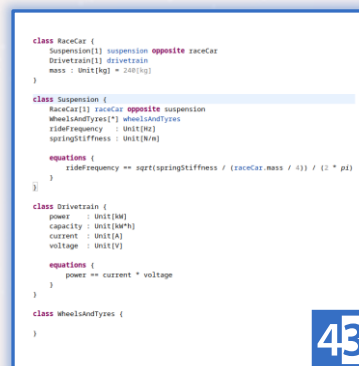 class RaceCar {
Suspension[1] suspension opposite raceCar
Drivetrain[1] drivetrain
mass : Unit[kg] = 240[kg]
}
class Suspension {
RaceCar[1] raceCar opposite suspension
WheelsAndTyres[*] wheelsAndTyres
rideFrequency : Unit[Hz]
springStiffness : Unit[N/m]
equations {
rideFrequency == sqrt(springStiffness / (raceCar.mass / 4)) / (2 * pi)
}
}
class Drivetrain {
power : Unit[kW]
capacity : Unit[kW*h]
current : Unit[A]
voltage : Unit[V]
equations {
power == current * voltage
}
}
class WheelsAndTyres {
}
43